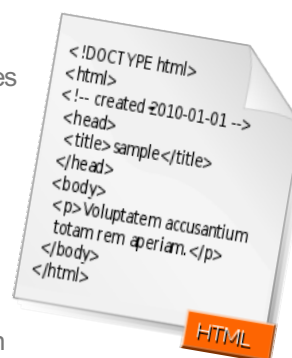 es
<!DOCTYPE html>
<html>
<!-- created 2010-01-01 -->
<head>
<title>sample</title>
</head>
<body>
<p>Voluptatem accusantium
totam rem aperiam.</p>
</body>
</html>
HTML